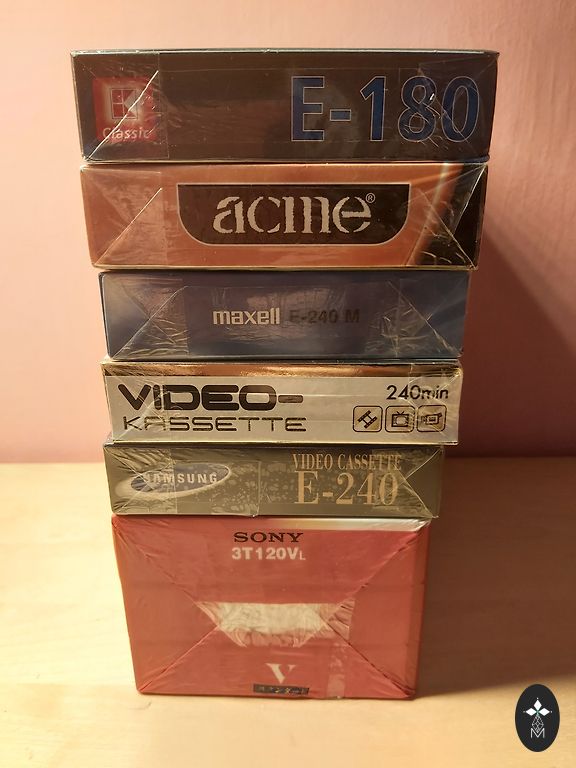 Classic
E-180
acme®
maxell E-240 M
VIDEO-
KASSETTE
240min
SAMSUNG
VIDEO CASSETTE
E-240
SONY
3T120VL
V
M